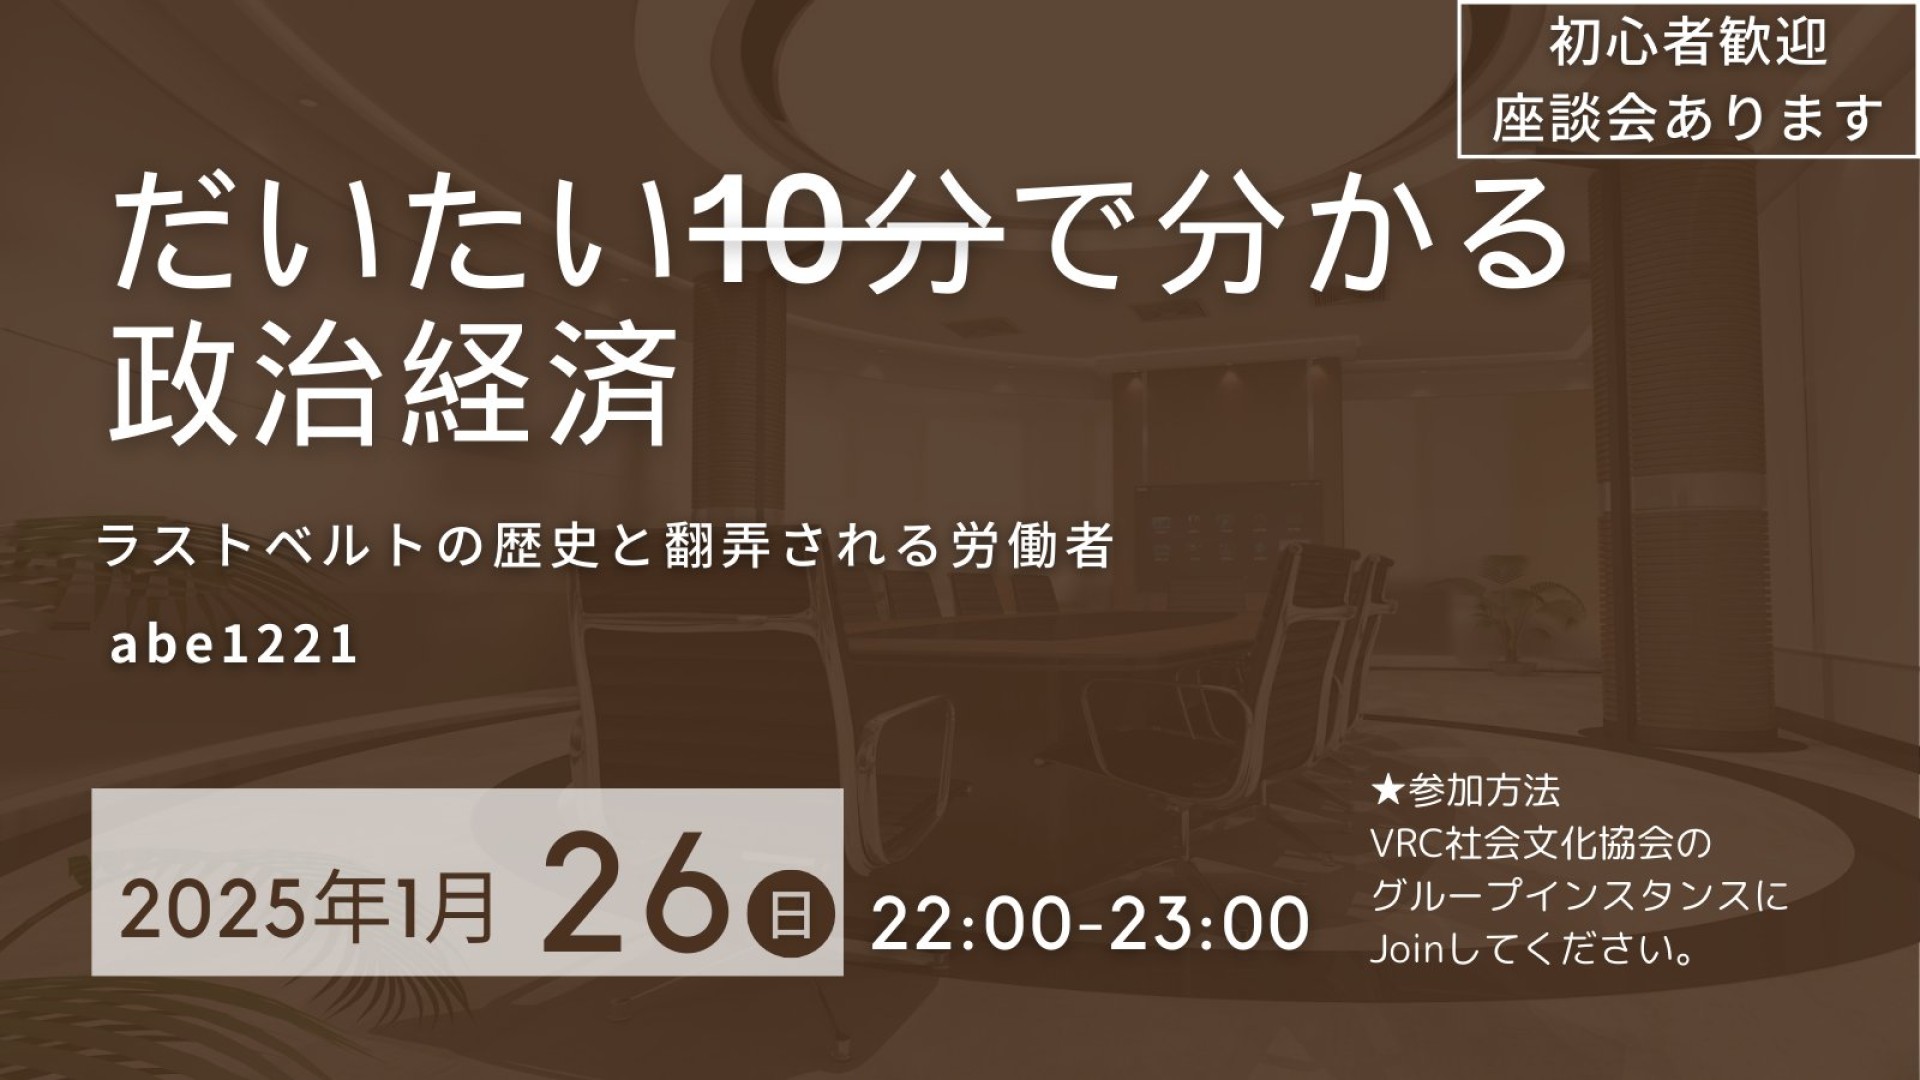 初心者歓迎
座談会あります
だいたい10分で分かる
政治経済
ラストベルトの歴史と翻弄される労働者
abe1221
2025年1月 26 日
22:00-23:00
★参加方法
VRC社会文化協会の
グループインスタンスに
Joinしてください。